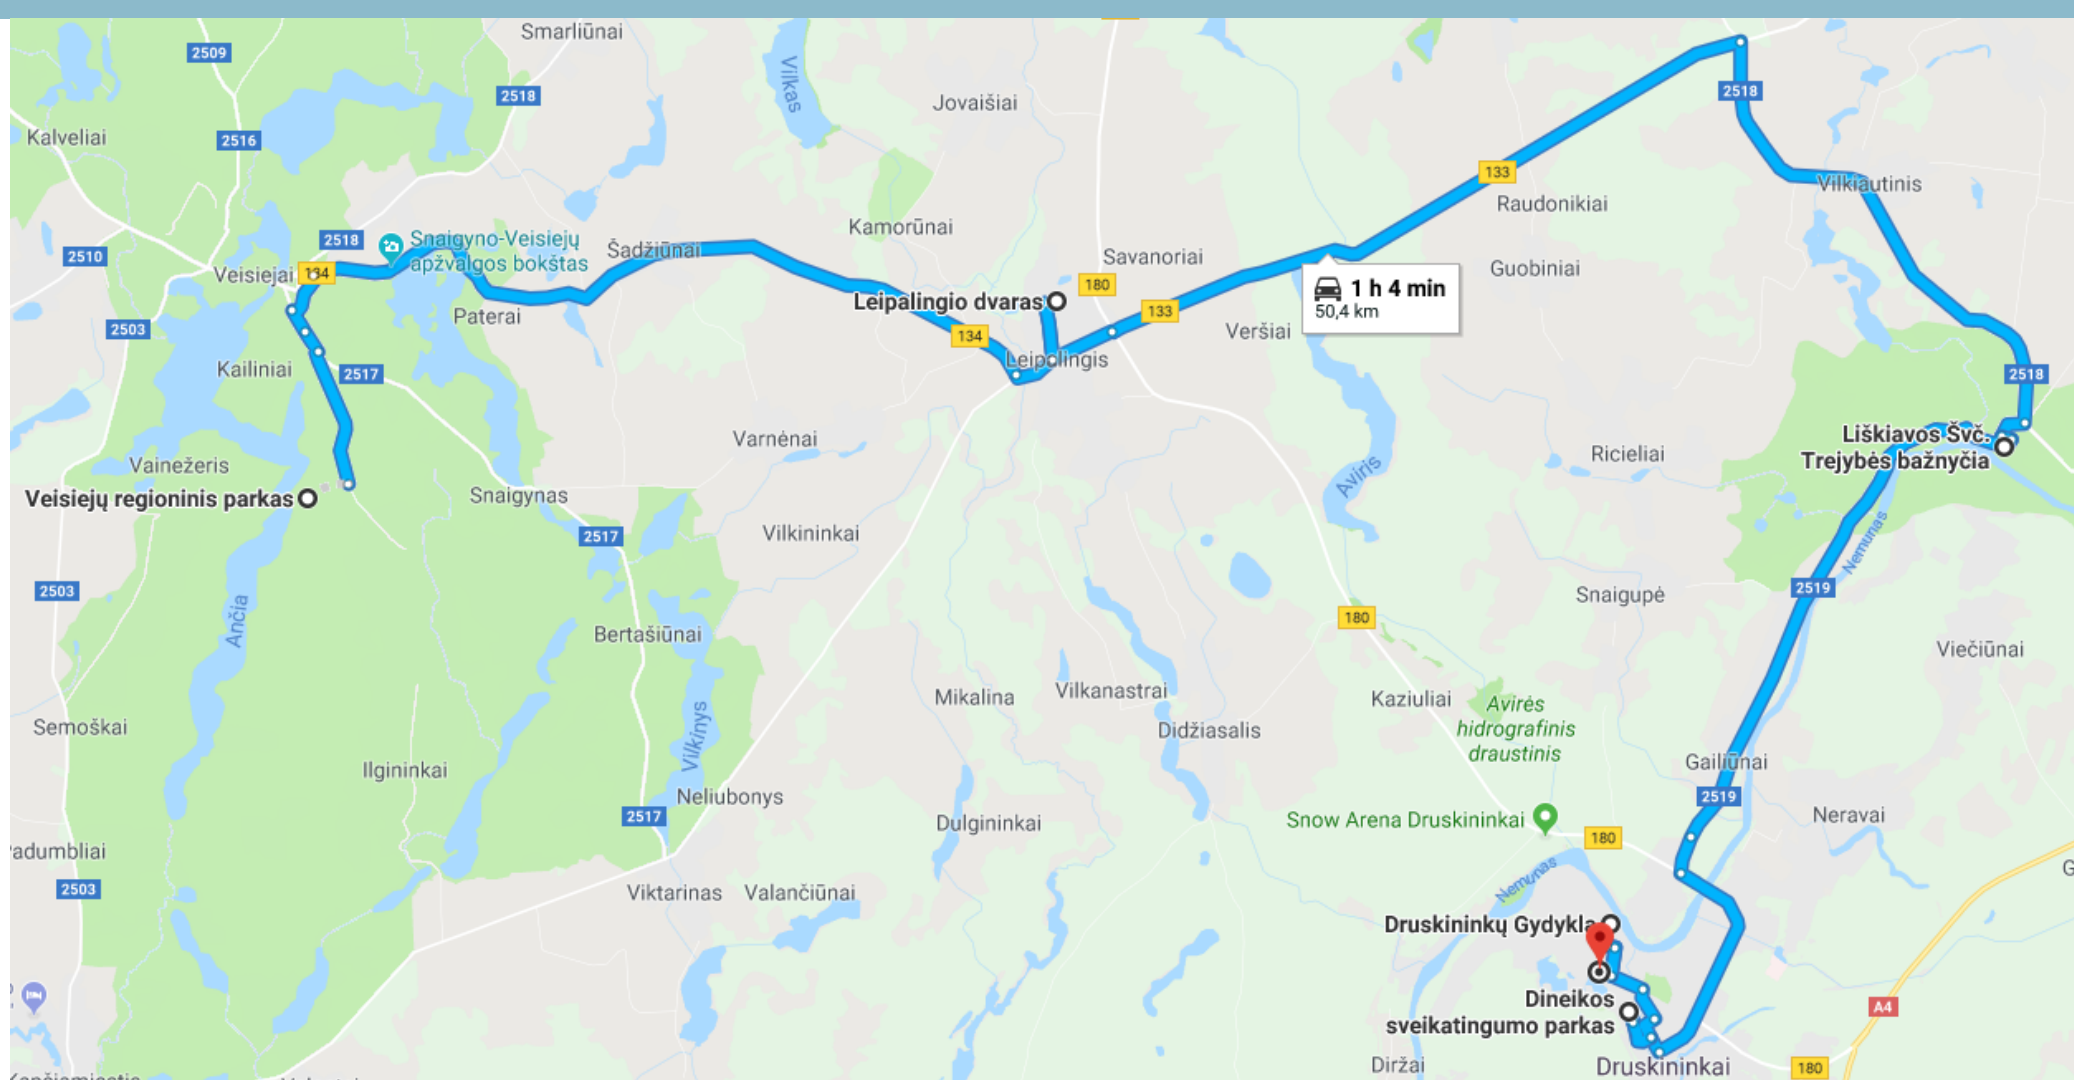 Smarliūnai
2509
Vilkas
2518
Jovaišiai
2518
Kalveliai
2516
133
Vilkiautinis
Raudonikiai
Kamorūnai
2518
Snaigyno-Veisiejų
apžvalgos bokštas
Šadžiūnai
Savanoriai
2510
Veisiejai
134
Guobiniai
180
1 h 4 min
50,4 km
Leipalingio dvaras
133
Paterai
2503
134
Veršiai
Leipalingis
Kailiniai
2517
2518
Varnėnai
Liškiavos Švč.
Trejybės bažnyčia
Ricieliai
Vainežeris
Aviris
Veisiejų regioninis parkas
Snaigynas
Vilkininkai
2517
Nemunas
2503
Ančia
2519
Snaigupė
180
Bertašiūnai
Viečiūnai
Mikalina
Vilkanastrai
Kaziuliai
Avirės
hidrografinis
draustinis
Semoškai
Vilkinys
Didžiasalis
Ilgininkai
Gailiūnai
Neliubonys
2519
2517
Dulgininkai
Snow Arena Druskininkai
180
Neravai
adumbliai
2503
Viktarinas
Valančiūnai
Nemunas
Druskininkų Gydykla
Dineikos
sveikatingumo parkas
A4
Diržai
Druskininkai
180